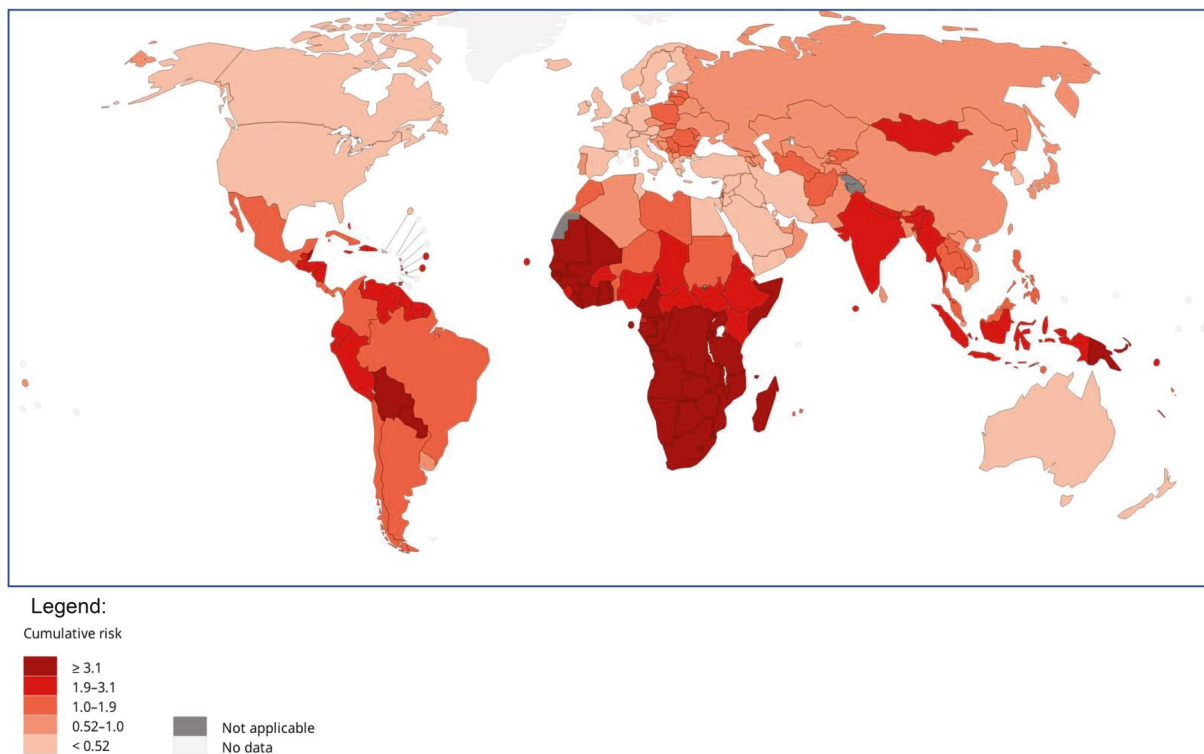 Legend:
Cumulative risk
≥ 3.1
1.9–3.1
1.0–1.9
0.52–1.0
< 0.52
Not applicable
No data